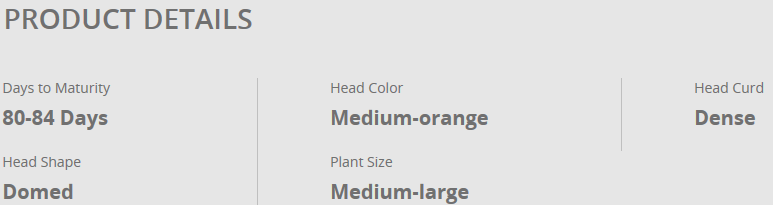 PRODUCT DETAILS
Days to Maturity
80-84 Days
Head Color
Medium-orange
Head Curd
Dense
Head Shape
Domed
Plant Size
Medium-large